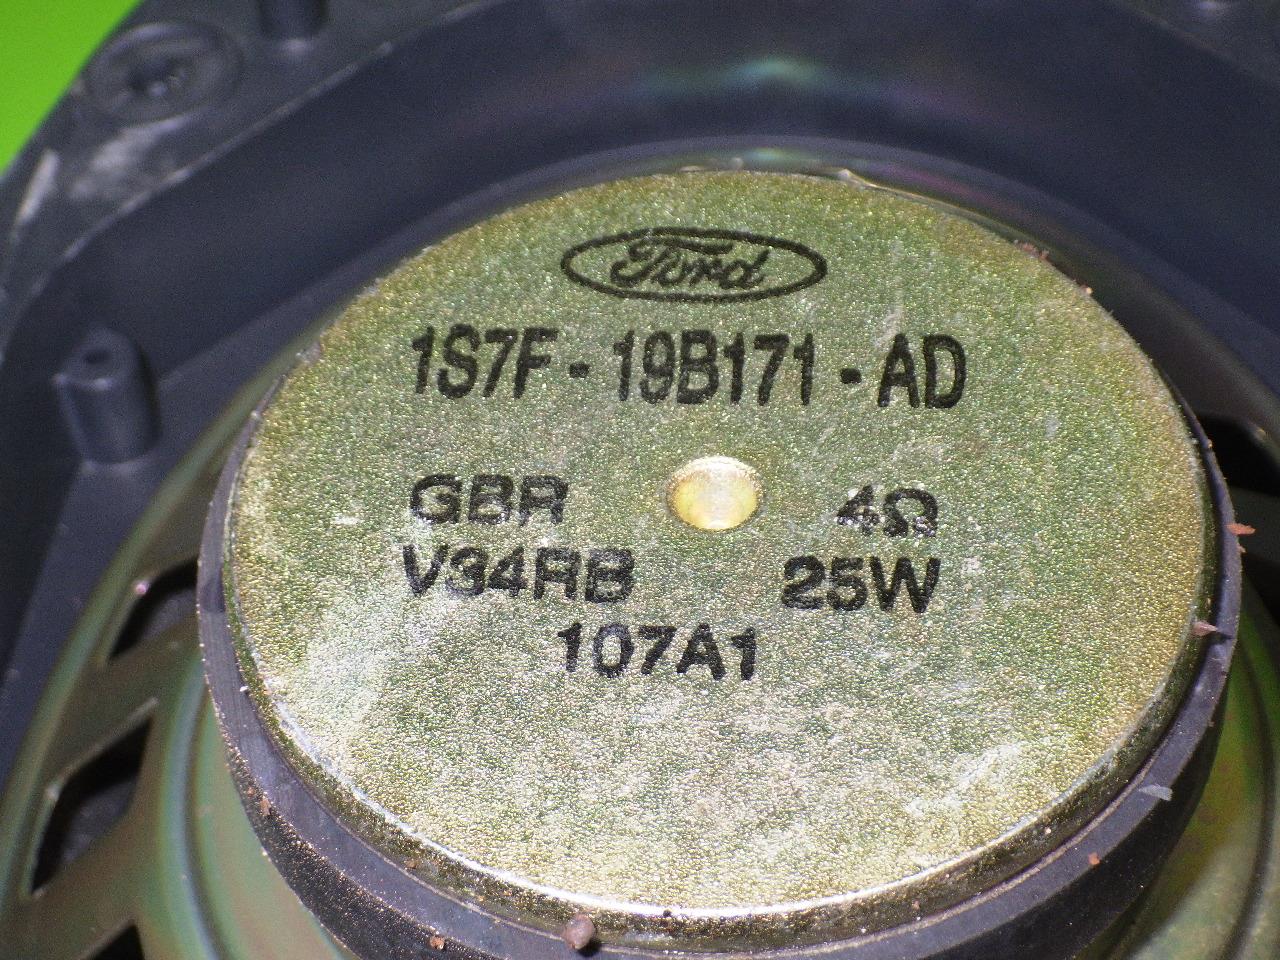 Ford
1S7F-19B171-AD
GBR 4Ω
V34RB 25W
107A1